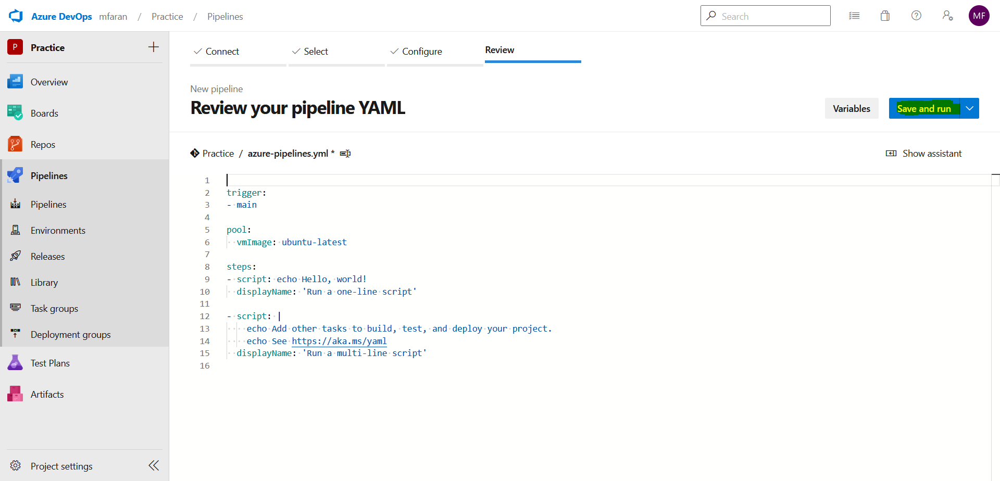 Azure DevOps mfaran / Practice / Pipelines Search MF
P Practice
Overview
Boards
Repos
Pipelines
Pipelines
Environments
Releases
Library
Task groups
Deployment groups
Test Plans
Artifacts
Project settings
Connect Select Configure Review
New pipeline
Review your pipeline YAML
Variables Save and run
Practice / azure-pipelines.yml *
Show assistant
1
2 trigger:
3 - main
4
5 pool:
6   vmImage: ubuntu-latest
7
8 steps:
9 - script: echo Hello, world!
10   displayName: 'Run a one-line script'
11
12 - script: |
13     echo Add other tasks to build, test, and deploy your project.
14     echo See https://aka.ms/yaml
15   displayName: 'Run a multi-line script'
16